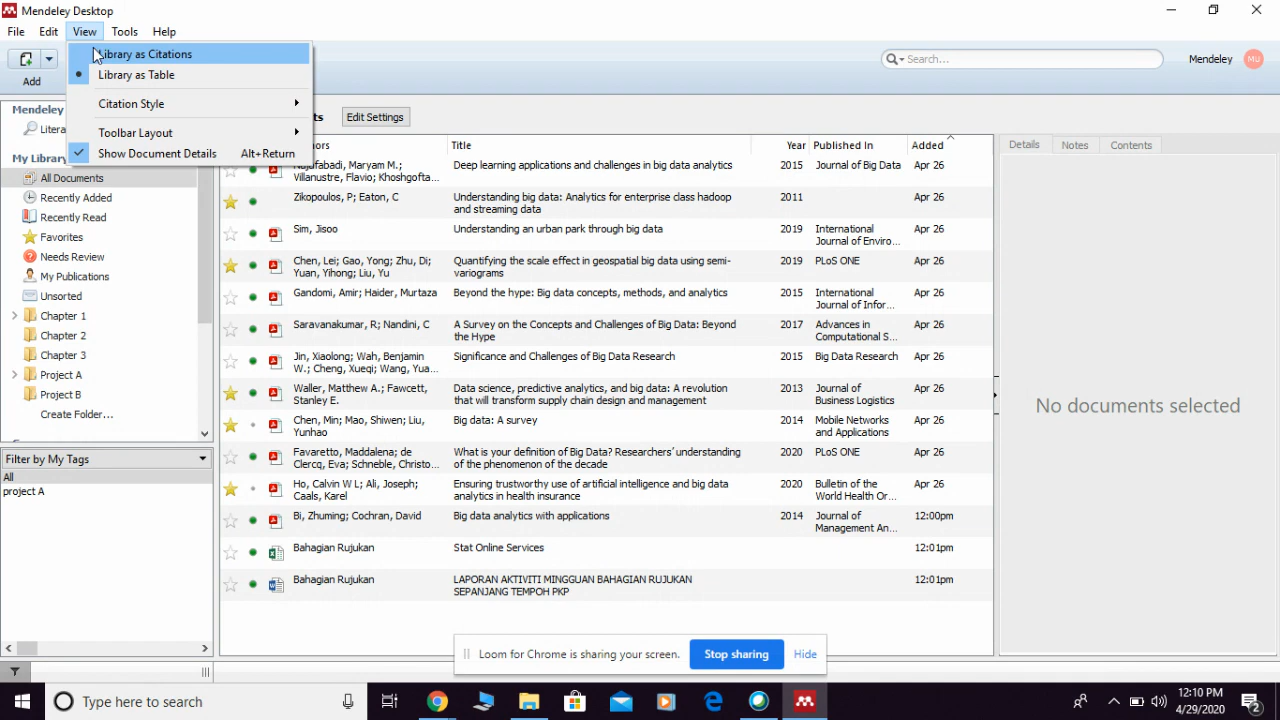 Mendeley Desktop
File Edit View Tools Help
Library as Citations
Library as Table
Citation Style
Toolbar Layout
Show Document Details Alt+Return
Add
Search...
Mendeley MU
Edit Settings
Title Year Published In Added
Details Notes Contents
All Documents
Recently Added
Recently Read
Favorites
Needs Review
My Publications
Unsorted
Chapter 1
Chapter 2
Chapter 3
Project A
Project B
Create Folder...
Filter by My Tags
All
project A
Najafabadi, Maryam M.; Deep learning applications and challenges in big data analytics 2015 Journal of Big Data Apr 26
Villanustre, Flavio; Khoshgofta...
Zikopoulos, P; Eaton, C Understanding big data: Analytics for enterprise class hadoop 2011 Apr 26
and streaming data
Sim, Jisoo Understanding an urban park through big data 2019 International Apr 26
Journal of Enviro...
Chen, Lei; Gao, Yong; Zhu, Di; Quantifying the scale effect in geospatial big data using semi- 2019 PLoS ONE Apr 26
Yuan, Yihong; Liu, Yu variograms
Gandomi, Amir; Haider, Murtaza Beyond the hype: Big data concepts, methods, and analytics 2015 International Apr 26
Journal of Infor...
Saravanakumar, R; Nandini, C A Survey on the Concepts and Challenges of Big Data: Beyond 2017 Advances in Apr 26
the Hype Computational S...
Jin, Xiaolong; Wah, Benjamin Significance and Challenges of Big Data Research 2015 Big Data Research Apr 26
W.; Cheng, Xueqi; Wang, Yua...
Waller, Matthew A.; Fawcett, Data science, predictive analytics, and big data: A revolution 2013 Journal of Apr 26
Stanley E. that will transform supply chain design and management Business Logistics
Chen, Min; Mao, Shiwen; Liu, Big data: A survey 2014 Mobile Networks Apr 26
Yunhao and Applications
Favaretto, Maddalena; de What is your definition of Big Data? Researchers' understanding 2020 PLoS ONE Apr 26
Clercq, Eva; Schneble, Christo... of the phenomenon of the decade
Ho, Calvin W L; Ali, Joseph; Ensuring trustworthy use of artificial intelligence and big data 2020 Bulletin of the Apr 26
Caals, Karel analytics in health insurance World Health Or...
Bi, Zhuming; Cochran, David Big data analytics with applications 2014 Journal of 12:00pm
Management An...
Bahagian Rujukan Stat Online Services 12:01pm
Bahagian Rujukan LAPORAN AKTIVITI MINGGUAN BAHAGIAN RUJUKAN 12:01pm
SEPANJANG TEMPOH PKP
No documents selected
Loom for Chrome is sharing your screen. Stop sharing Hide
Type here to search
12:10 PM
4/29/2020
2